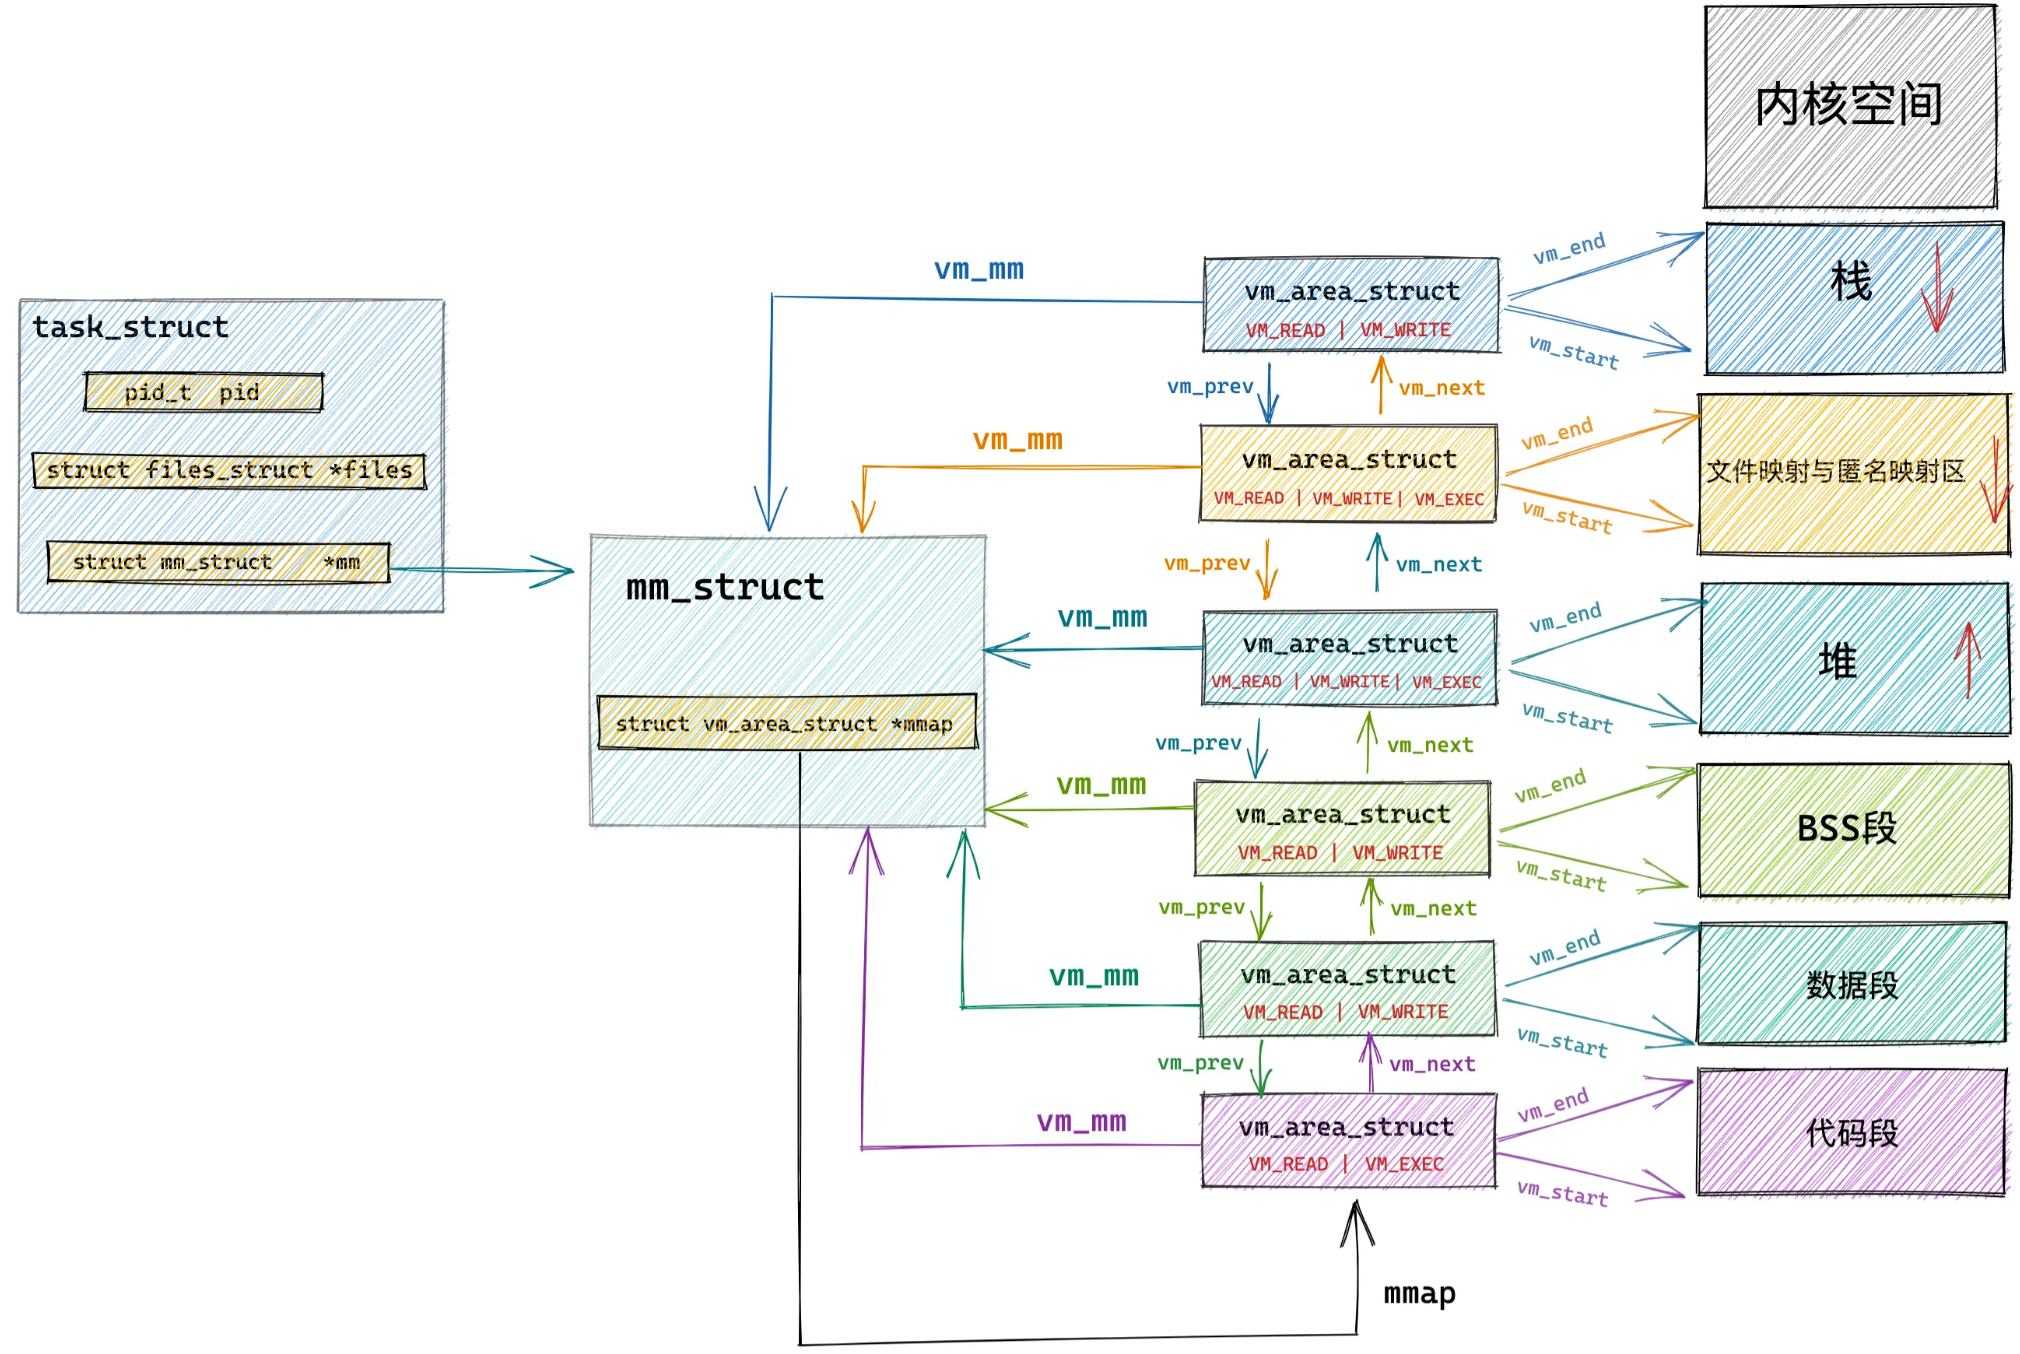 内核空间
vm_mm
vm_area_struct
VM_READ | VM_WRITE
vm_end
vm_start
栈
task_struct
pid_t pid
struct files_struct *files
struct mm_struct *mm
vm_prev
vm_next
vm_mm
vm_area_struct
VM_READ | VM_WRITE | VM_EXEC
vm_end
vm_start
文件映射与匿名映射区
vm_prev
vm_next
mm_struct
struct vm_area_struct *mmap
vm_mm
vm_area_struct
VM_READ | VM_WRITE | VM_EXEC
vm_end
vm_start
堆
vm_prev
vm_next
vm_mm
vm_area_struct
VM_READ | VM_WRITE
vm_end
vm_start
BSS段
vm_prev
vm_next
vm_mm
vm_area_struct
VM_READ | VM_WRITE
vm_end
vm_start
数据段
vm_prev
vm_next
vm_mm
vm_area_struct
VM_READ | VM_EXEC
vm_end
vm_start
代码段
mmap